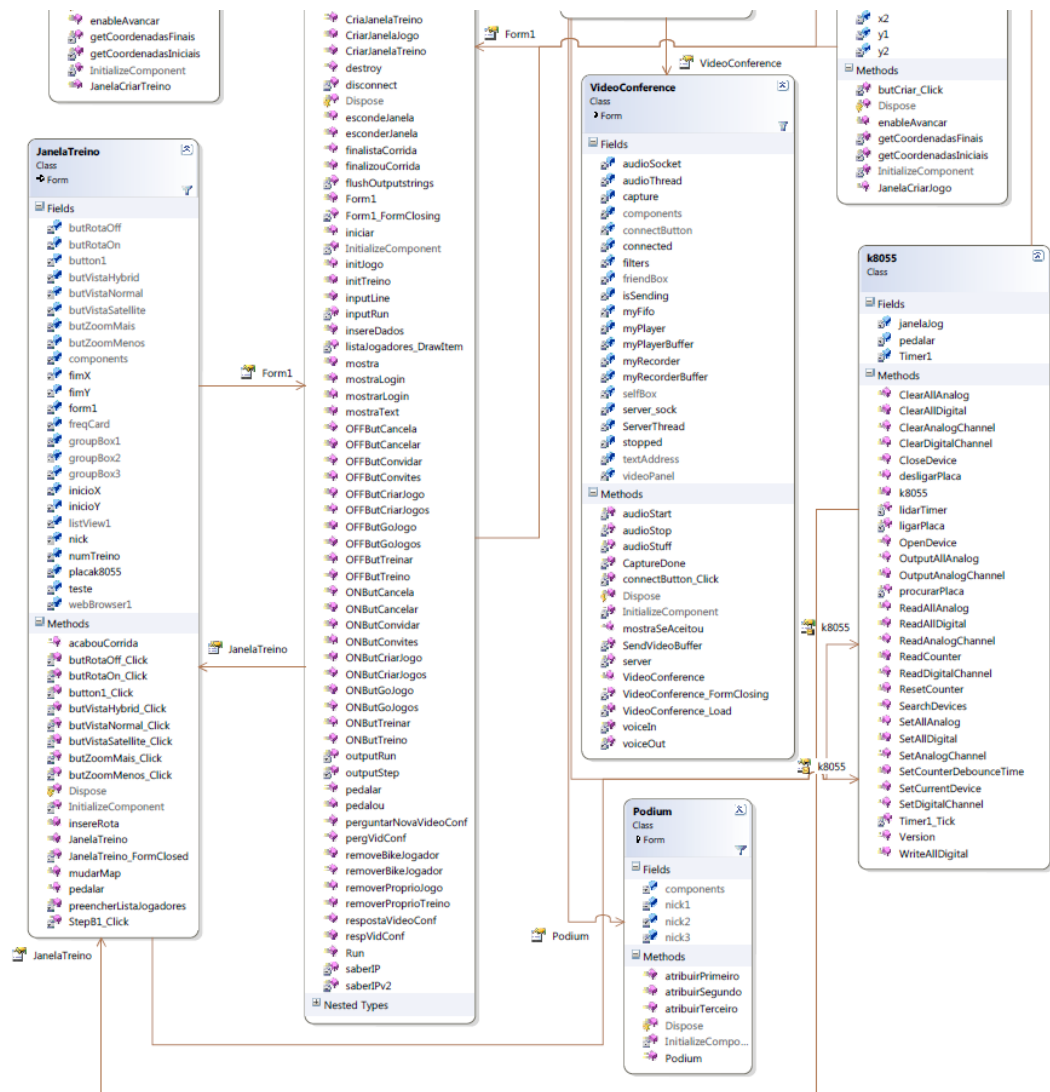 enableAvancar
getCoordenadasFinais
getCoordenadasIniciais
InitializeComponent
JanelaCriarTreino
JanelaTreino
Class
Form
Fields
butRotaOff
butRotaOn
button1
butVistaHybrid
butVistaNormal
butVistaSatellite
butZoomMais
butZoomMenos
components
fimX
fimY
form1
freqCard
groupBox1
groupBox2
groupBox3
inicioX
inicioY
listView1
nick
numTreino
placak8055
teste
webBrowser1
Methods
acabouCorrida
butRotaOff_Click
butRotaOn_Click
button1_Click
butVistaHybrid_Click
butVistaNormal_Click
butVistaSatellite_Click
butZoomMais_Click
butZoomMenos_Click
Dispose
InitializeComponent
insereRota
JanelaTreino
JanelaTreino_FormClosed
mudarMap
pedalar
preencherListaJogadores
StepB1_Click
JanelaTreino
Form1
JanelaTreino
CriaJanelaTreino
CriarJanelaJogo
CriarJanelaTreino
destroy
disconnect
Dispose
escondeJanela
esconderJanela
finalistaCorrida
finalizouCorrida
flushOutputstrings
Form1
Form1_FormClosing
iniciar
InitializeComponent
initJogo
initTreino
inputLine
inputRun
insereDados
listaJogadores_DrawItem
mostra
mostraLogin
mostrarLogin
mostraText
OFFButCancela
OFFButCancelar
OFFButConvidar
OFFButConvites
OFFButCriarJogo
OFFButCriarJogos
OFFButGoJogo
OFFButGoJogos
OFFButTreinar
OFFButTreino
ONButCancela
ONButCancelar
ONButConvidar
ONButConvites
ONButCriarJogo
ONButCriarJogos
ONButGoJogo
ONButGoJogos
ONButTreinar
ONButTreino
outputRun
outputStep
pedalar
pedalou
perguntarNovaVideoConf
pergVidConf
removeBikeJogador
removerBikeJogador
removerProprioJogo
removerProprioTreino
respostaVideoConf
respVidConf
Run
saberIP
saberIPv2
Nested Types
Form1
VideoConference
VideoConference
Class
Form
Fields
audioSocket
audioThread
capture
components
connectButton
connected
filters
friendBox
isSending
myFifo
myPlayer
myPlayerBuffer
myRecorder
myRecorderBuffer
selfBox
server_sock
ServerThread
stopped
textAddress
videoPanel
Methods
audioStart
audioStop
audioStuff
CaptureDone
connectButton_Click
Dispose
InitializeComponent
mostraSeAceitou
SendVideoBuffer
server
VideoConference
VideoConference_FormClosing
VideoConference_Load
voiceIn
voiceOut
Podium
Podium
Class
Form
Fields
components
nick1
nick2
nick3
Methods
atribuirPrimeiro
atribuirSegundo
atribuirTerceiro
Dispose
InitializeCompo...
Podium
x2
y1
y2
Methods
butCriar_Click
Dispose
enableAvancar
getCoordenadasFinais
getCoordenadasIniciais
InitializeComponent
JanelaCriarJogo
k8055
k8055
k8055
Class
Fields
janelaJog
pedalar
Timer1
Methods
ClearAllAnalog
ClearAllDigital
ClearAnalogChannel
ClearDigitalChannel
CloseDevice
desligarPlaca
k8055
lidarTimer
ligarPlaca
OpenDevice
OutputAllAnalog
OutputAnalogChannel
procurarPlaca
ReadAllAnalog
ReadAllDigital
ReadAnalogChannel
ReadCounter
ReadDigitalChannel
ResetCounter
SearchDevices
SetAllAnalog
SetAllDigital
SetAnalogChannel
SetCounterDebounceTime
SetCurrentDevice
SetDigitalChannel
Timer1_Tick
Version
WriteAllDigital